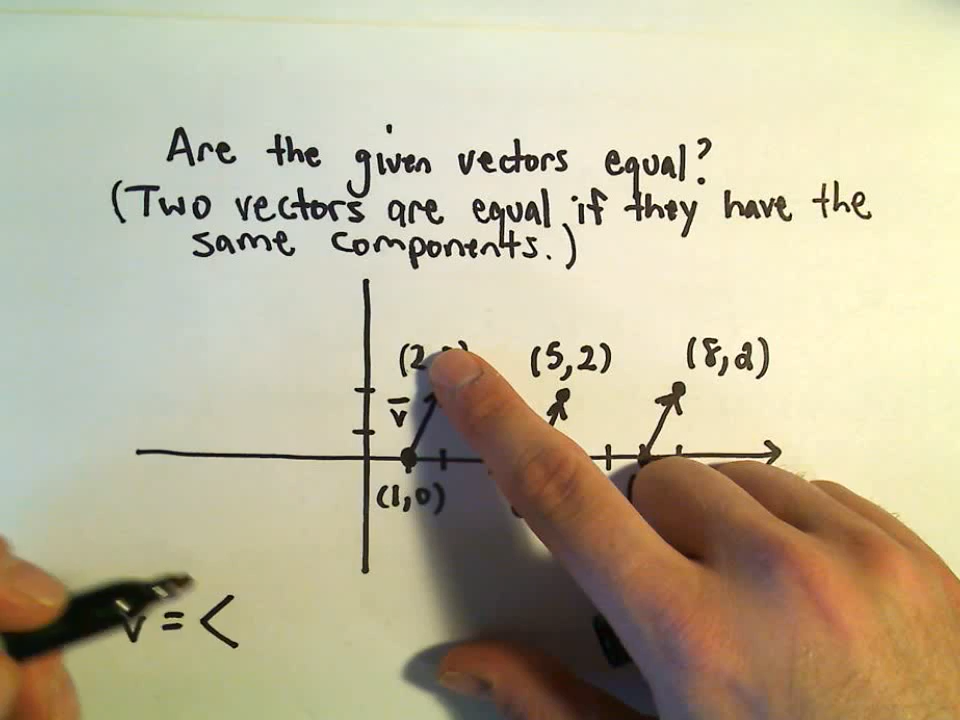 Are the given vectors equal?
(Two vectors are equal if they have the
same components.)
(2 (5,2) (8,2)
v̄
(1,0)
v = <